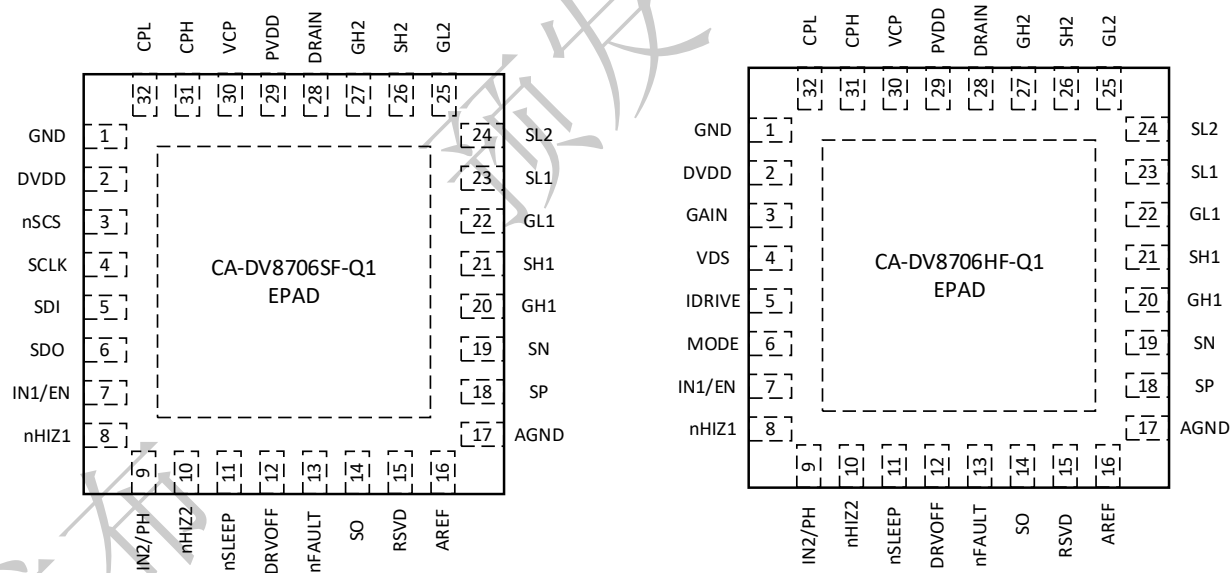 CPL
CPH
VCP
PVDD
DRAIN
GH2
SH2
GL2
32
31
30
29
28
27
26
25
GND 1
DVDD 2
nSCS 3
SCLK 4
SDI 5
SDO 6
IN1/EN 7
nHIZ1 8
CA-DV8706SF-Q1
EPAD
24 SL2
23 SL1
22 GL1
21 SH1
20 GH1
19 SN
18 SP
17 AGND
9
10
11
12
13
14
15
16
IN2/PH
nHIZ2
nSLEEP
DRVOFF
nFAULT
SO
RSVD
AREF
CPL
CPH
VCP
PVDD
DRAIN
GH2
SH2
GL2
32
31
30
29
28
27
26
25
GND 1
DVDD 2
GAIN 3
VDS 4
IDRIVE 5
MODE 6
IN1/EN 7
nHIZ1 8
CA-DV8706HF-Q1
EPAD
24 SL2
23 SL1
22 GL1
21 SH1
20 GH1
19 SN
18 SP
17 AGND
9
10
11
12
13
14
15
16
IN2/PH
nHIZ2
nSLEEP
DRVOFF
nFAULT
SO
RSVD
AREF
预发
布